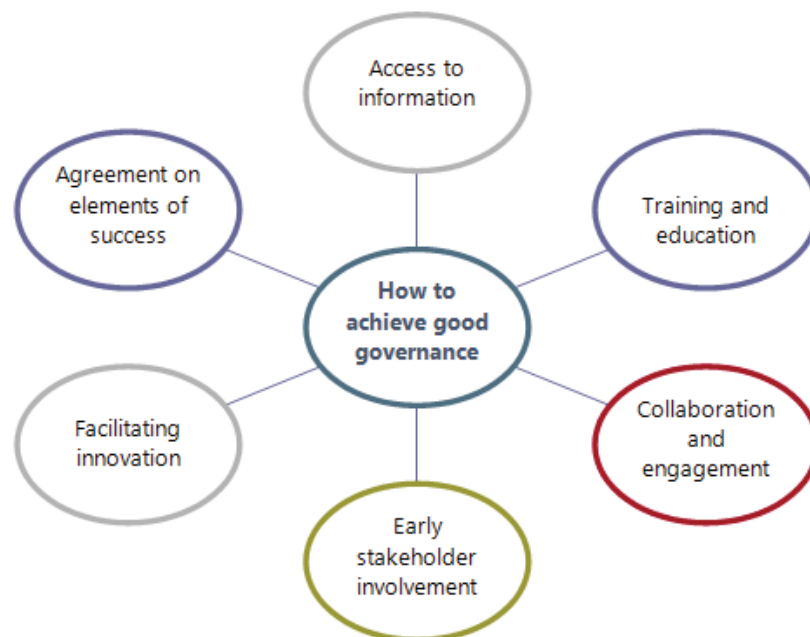 Access to
information
Agreement on
elements of
success
Training and
education
How to
achieve good
governance
Facilitating
innovation
Collaboration
and
engagement
Early
stakeholder
involvement